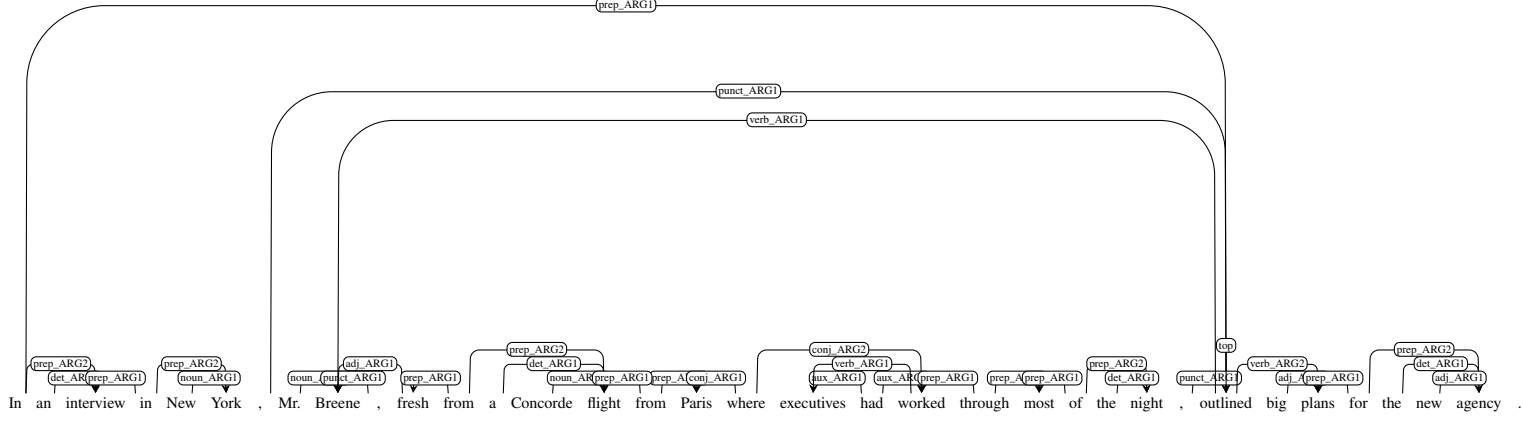 prep_ARG1
punct_ARG1
verb_ARG1
top
prep_ARG2 conj_ARG2 prep_ARG2
prep_ARG2 prep_ARG2 adj_ARG1 det_ARG1 verb_ARG1 prep_ARG2 verb_ARG2 det_ARG1
prep_ARG1 noun_ARG1 punct_ARG1 prep_ARG1 prep_ARG1 conj_ARG1 aux_ARG1 prep_ARG1 prep_ARG1 det_ARG1 punct_ARG1 prep_ARG1 adj_ARG1
In an interview in New York , Mr. Breene , fresh from a Concorde flight from Paris where executives had worked through most of the night , outlined big plans for the new agency .